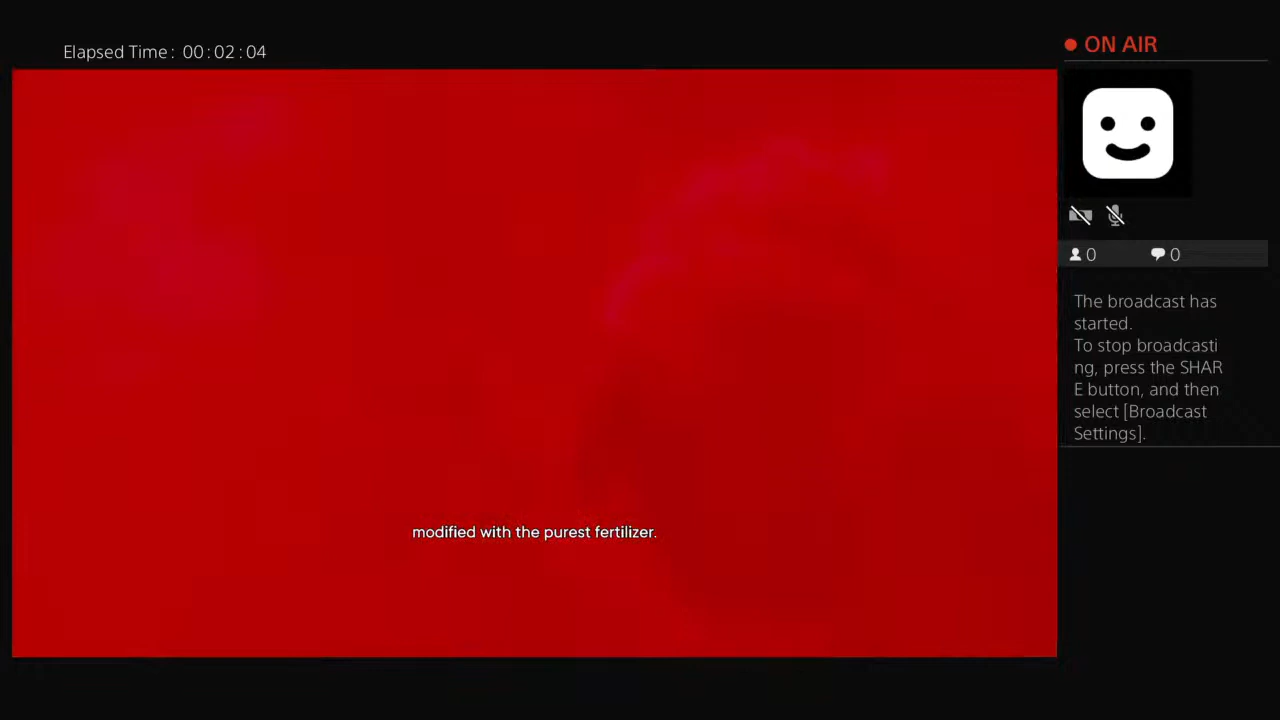 Elapsed Time: 00:02:04
ON AIR
0 0
The broadcast has
started.
To stop broadcasti
ng, press the SHAR
E button, and then
select [Broadcast
Settings].
modified with the purest fertilizer.